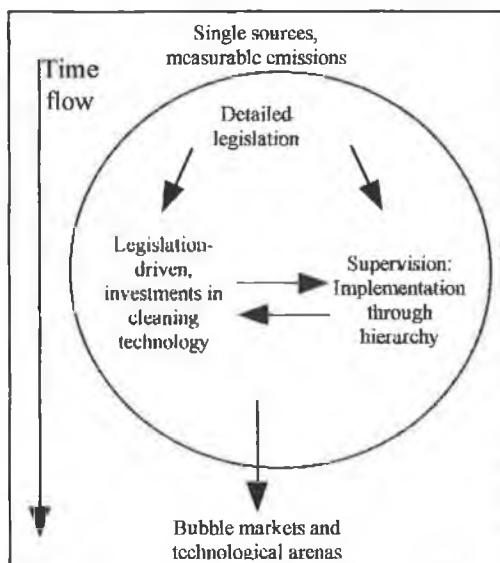 Single sources,
measurable emissions
Time
flow
Detailed
legislation
Legislation-
driven,
investments in
cleaning
technology
Supervision:
Implementation
through
hierarchy
Bubble markets and
technological arenas